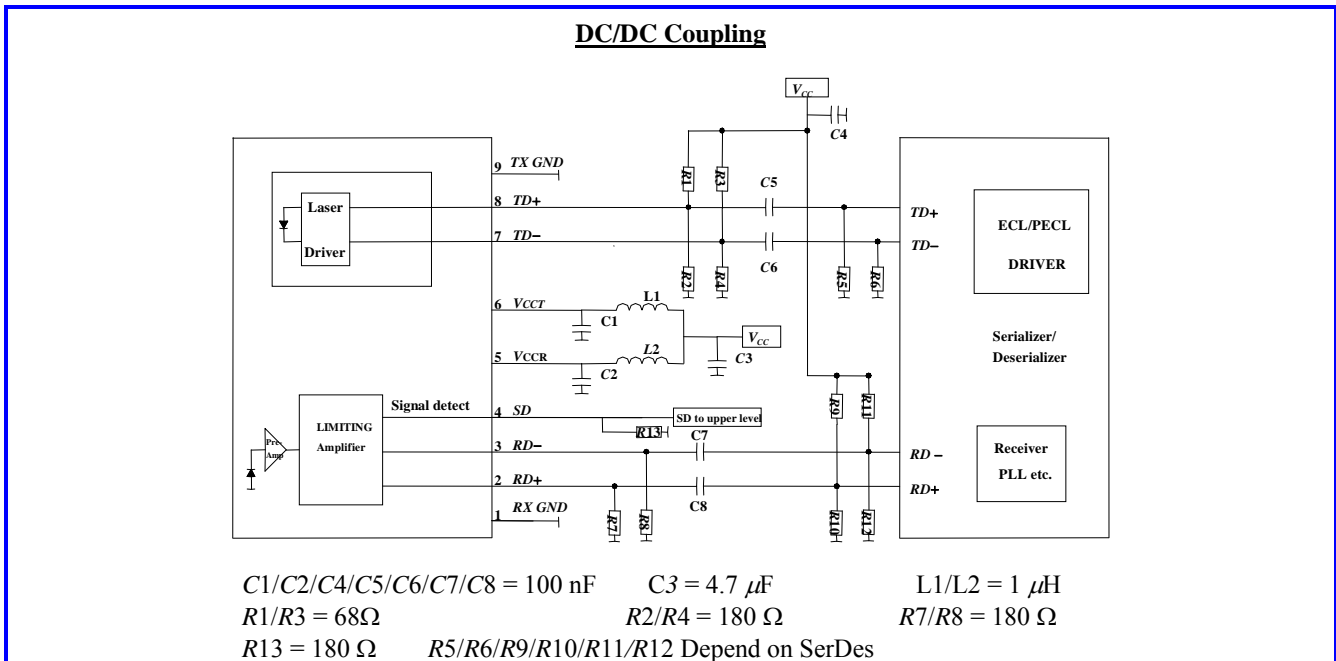 DC/DC Coupling
VCC
C4
9 TX GND
R1
R3
C5
Laser
Driver
8 TD+
TD+
7 TD−
TD−
ECL/PECL
DRIVER
C6
R2
R4
R5
R6
6 VCCT
L1
C1
VCC
Serializer/
Deserializer
5 VCCR
L2
C2
C3
Signal detect
4 SD
SD to upper level
R13
R9
R11
LIMITING
Amplifier
Pre-
Amp
3 RD−
C7
RD -
Receiver
PLL etc.
2 RD+
C8
RD+
1 RX GND
R7
R8
R10
R12
C1/C2/C4/C5/C6/C7/C8 = 100 nF C3 = 4.7 μF L1/L2 = 1 μH
R1/R3 = 68Ω R2/R4 = 180 Ω R7/R8 = 180 Ω
R13 = 180 Ω R5/R6/R9/R10/R11/R12 Depend on SerDes